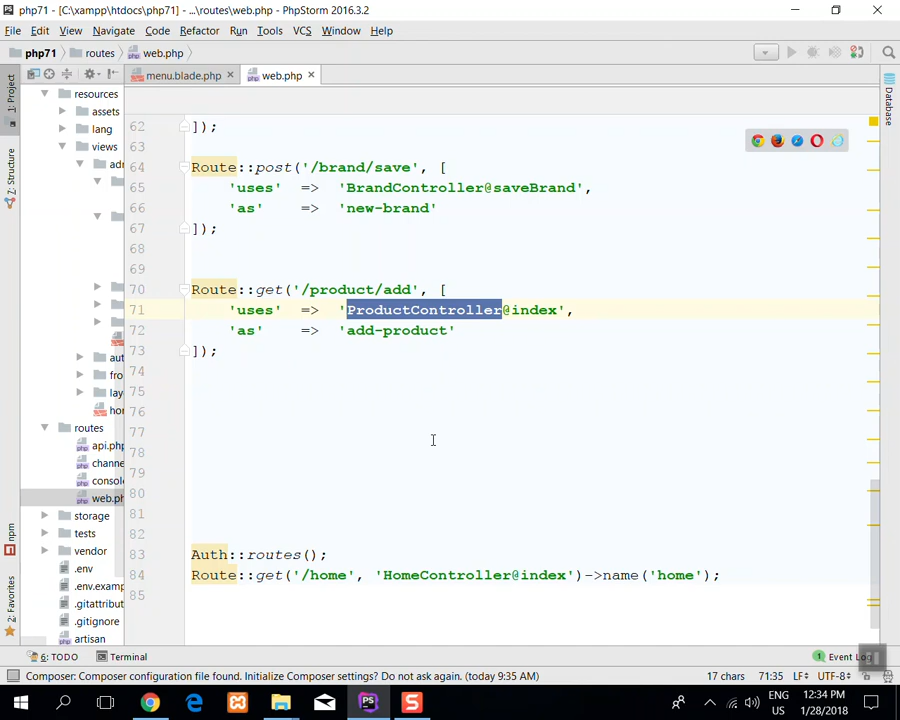 php71 - [C:\xampp\htdocs\php71] - ...\routes\web.php - PhpStorm 2016.3.2
File Edit View Navigate Code Refactor Run Tools VCS Window Help
php71 routes web.php
menu.blade.php web.php
1: Project
Z: Structure
npm
2: Favorites
Database
resources
assets
lang
views
adm
aut
fro
lay
hor
routes
api.php
channe
console
web.ph
storage
tests
vendor
.env
.env.examp
.gitattribut
.gitignore
artisan
62 ]);
63
64 Route::post('/brand/save', [
65 'uses' => 'BrandController@saveBrand',
66 'as' => 'new-brand'
67 ]);
68
69
70 Route::get('/product/add', [
71 'uses' => 'ProductController@index',
72 'as' => 'add-product'
73 ]);
74
75
76
77
78
79
80
81
82
83 Auth::routes();
84 Route::get('/home', 'HomeController@index')->name('home');
85
6: TODO Terminal 1 Event Log
Composer: Composer configuration file found. Initialize Composer settings? Do not ask again. (today 9:35 AM) 17 chars 71:35 LF÷ UTF-8÷
PS S ENG 12:34 PM
US 1/28/2018